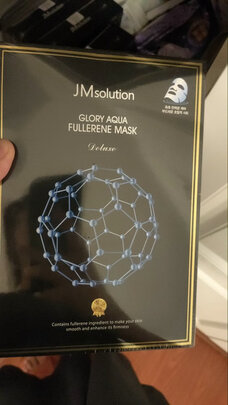 JMsolution
GLORY AQUA
FULLERENE MASK
Deluxe
Contains fullerene ingredient to make your skin
smooth and enhance its firmness